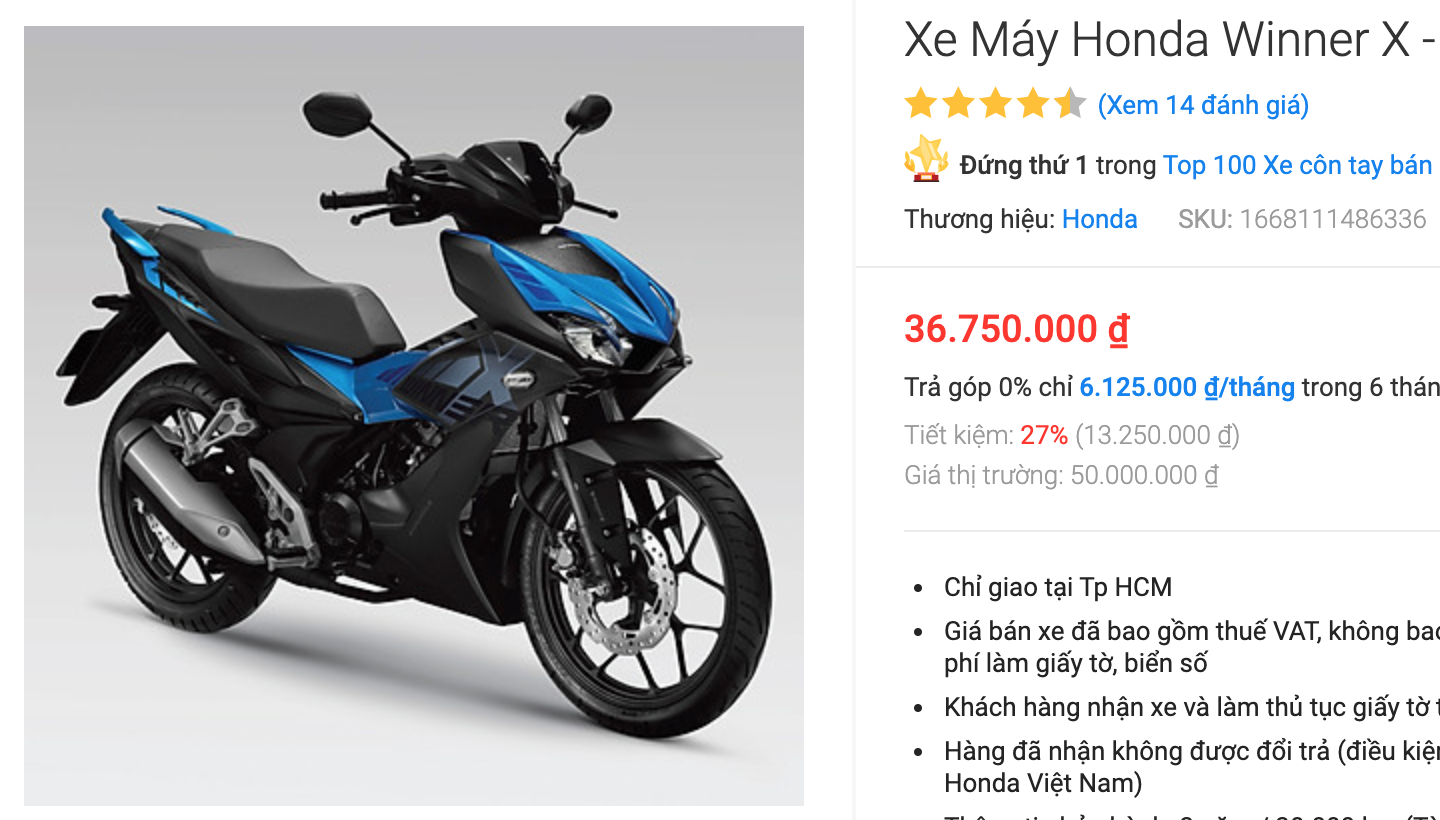 Xe Máy Honda Winner X -
(Xem 14 đánh giá)
Đứng thứ 1 trong Top 100 Xe côn tay bán
Thương hiệu: Honda SKU: 1668111486336
36.750.000 ₫
Trả góp 0% chỉ 6.125.000 ₫/tháng trong 6 thán
Tiết kiệm: 27% (13.250.000 ₫)
Giá thị trường: 50.000.000 ₫
Chỉ giao tại Tp HCM
Giá bán xe đã bao gồm thuế VAT, không bao
phí làm giấy tờ, biển số
Khách hàng nhận xe và làm thủ tục giấy tờ t
Hàng đã nhận không được đổi trả (điều kiện
Honda Việt Nam)